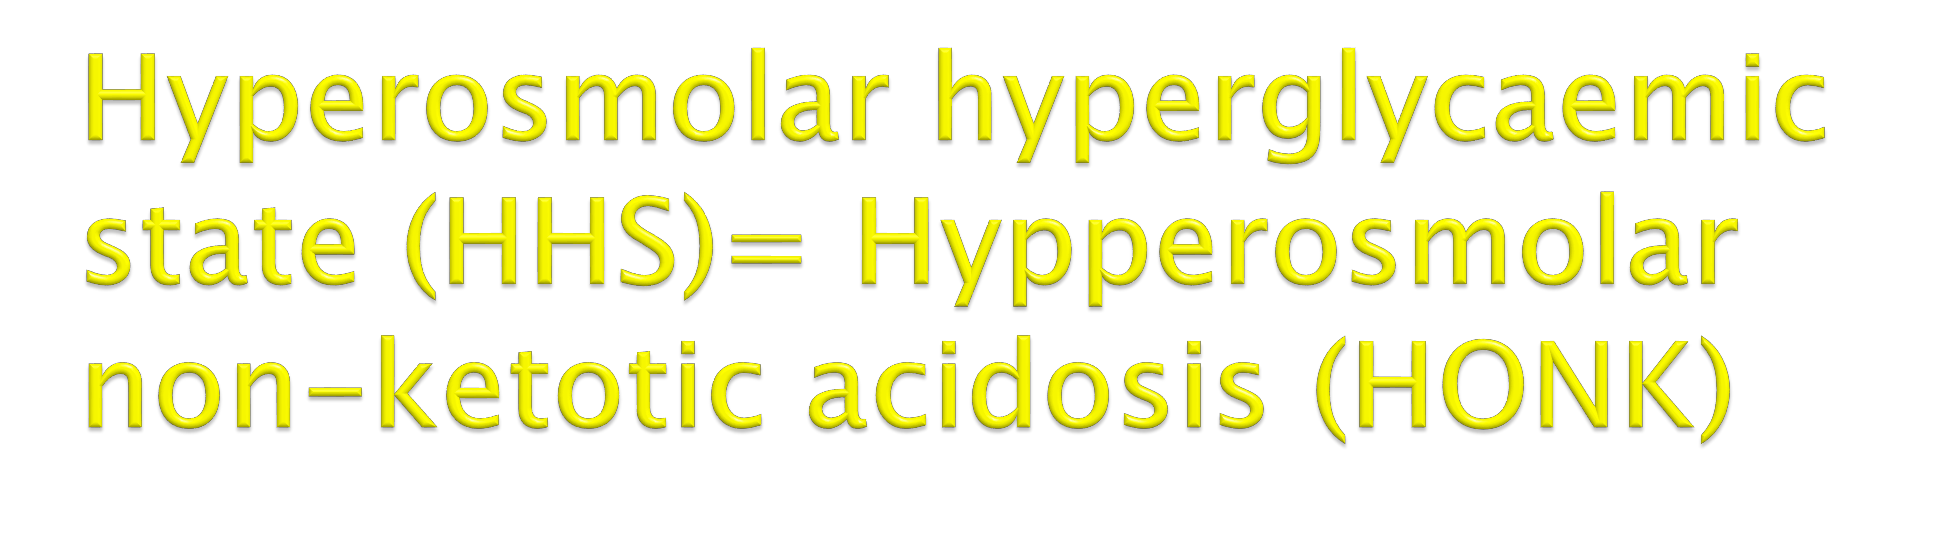 Hyperosmolar hyperglycaemic
state (HHS)= Hypperosmolar
non-ketotic acidosis (HONK)